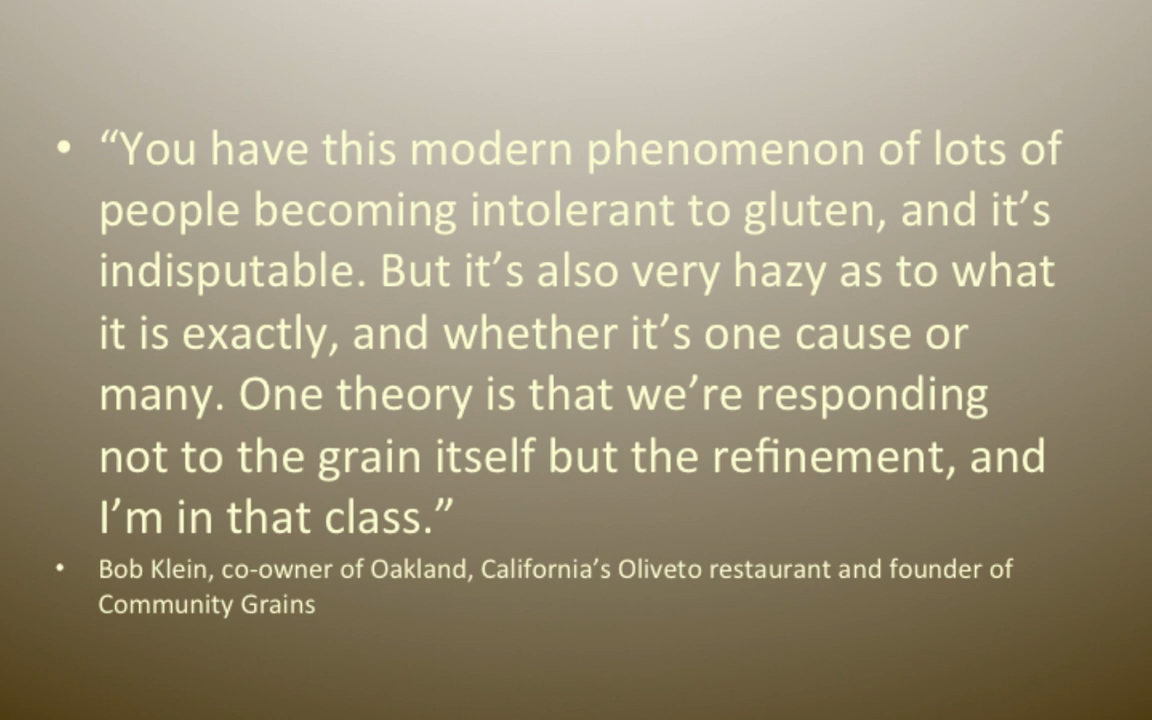 • “You have this modern phenomenon of lots of
people becoming intolerant to gluten, and it’s
indisputable. But it’s also very hazy as to what
it is exactly, and whether it’s one cause or
many. One theory is that we’re responding
not to the grain itself but the refinement, and
I’m in that class.”
• Bob Klein, co-owner of Oakland, California’s Oliveto restaurant and founder of
Community Grains